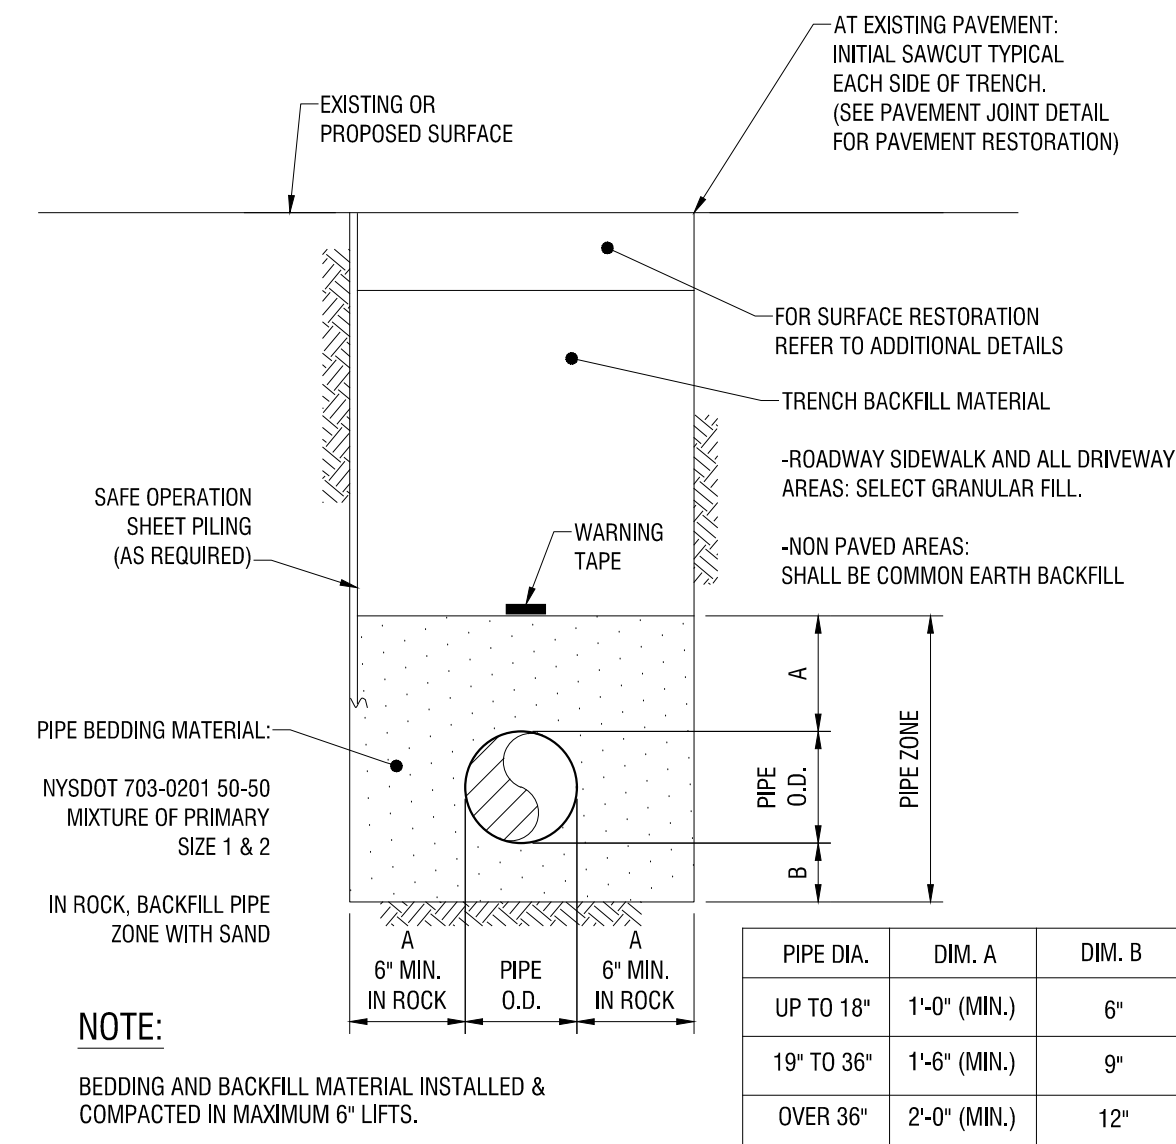 AT EXISTING PAVEMENT:
INITIAL SAWCUT TYPICAL
EACH SIDE OF TRENCH.
(SEE PAVEMENT JOINT DETAIL
FOR PAVEMENT RESTORATION)
EXISTING OR
PROPOSED SURFACE
FOR SURFACE RESTORATION
REFER TO ADDITIONAL DETAILS
TRENCH BACKFILL MATERIAL
-ROADWAY SIDEWALK AND ALL DRIVEWAY
AREAS: SELECT GRANULAR FILL.
-NON PAVED AREAS:
SHALL BE COMMON EARTH BACKFILL
SAFE OPERATION
SHEET PILING
(AS REQUIRED)
WARNING
TAPE
A
PIPE
O.D.
B
PIPE ZONE
PIPE BEDDING MATERIAL:
NYSDOT 703-0201 50-50
MIXTURE OF PRIMARY
SIZE 1 & 2
IN ROCK, BACKFILL PIPE
ZONE WITH SAND
A
6" MIN.
IN ROCK
PIPE
O.D.
A
6" MIN.
IN ROCK
PIPE DIA. DIM. A DIM. B
UP TO 18" 1'-0" (MIN.) 6"
19" TO 36" 1'-6" (MIN.) 9"
OVER 36" 2'-0" (MIN.) 12"
NOTE:
BEDDING AND BACKFILL MATERIAL INSTALLED &
COMPACTED IN MAXIMUM 6" LIFTS.